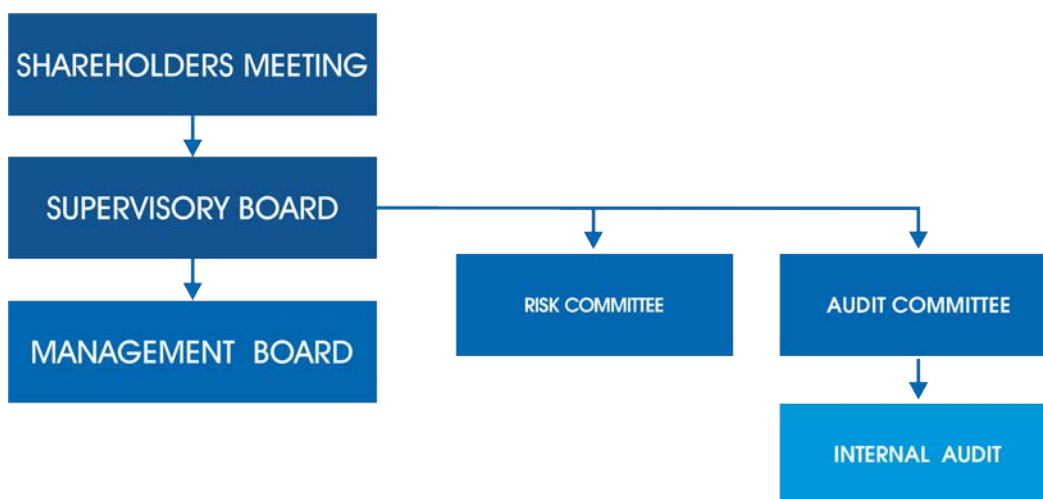 SHAREHOLDERS MEETING
SUPERVISORY BOARD
RISK COMMITTEE
AUDIT COMMITTEE
MANAGEMENT BOARD
INTERNAL AUDIT